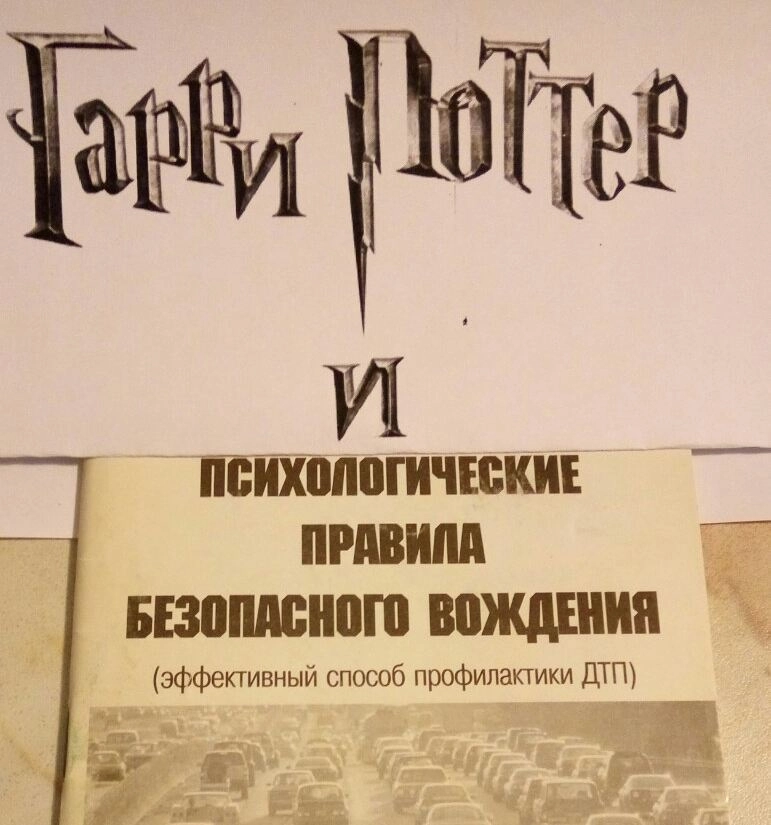 Гарри Поттер
и
ПСИХОЛОГИЧЕСКИЕ
ПРАВИЛА
БЕЗОПАСНОГО ВОЖДЕНИЯ
(эффективный способ профилактики ДТП)